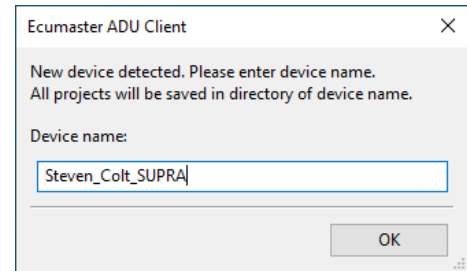 Ecumaster ADU Client
New device detected. Please enter device name.
All projects will be saved in directory of device name.
Device name:
Steven_Colt_SUPRA
OK